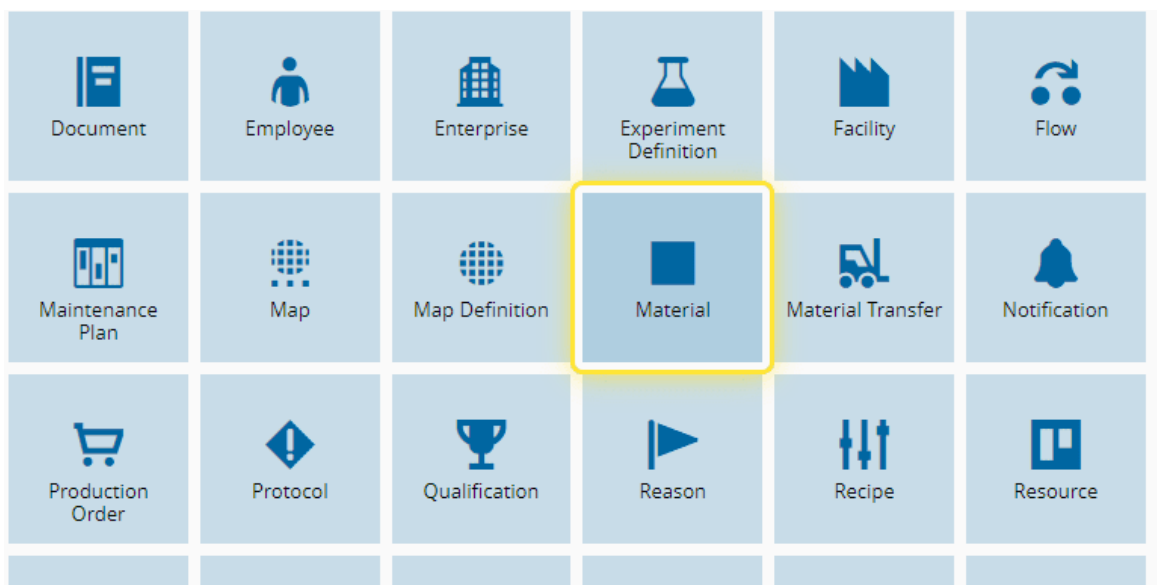 Document
Employee
Enterprise
Experiment
Definition
Facility
Flow
Maintenance
Plan
Map
Map Definition
Material
Material Transfer
Notification
Production
Order
Protocol
Qualification
Reason
Recipe
Resource